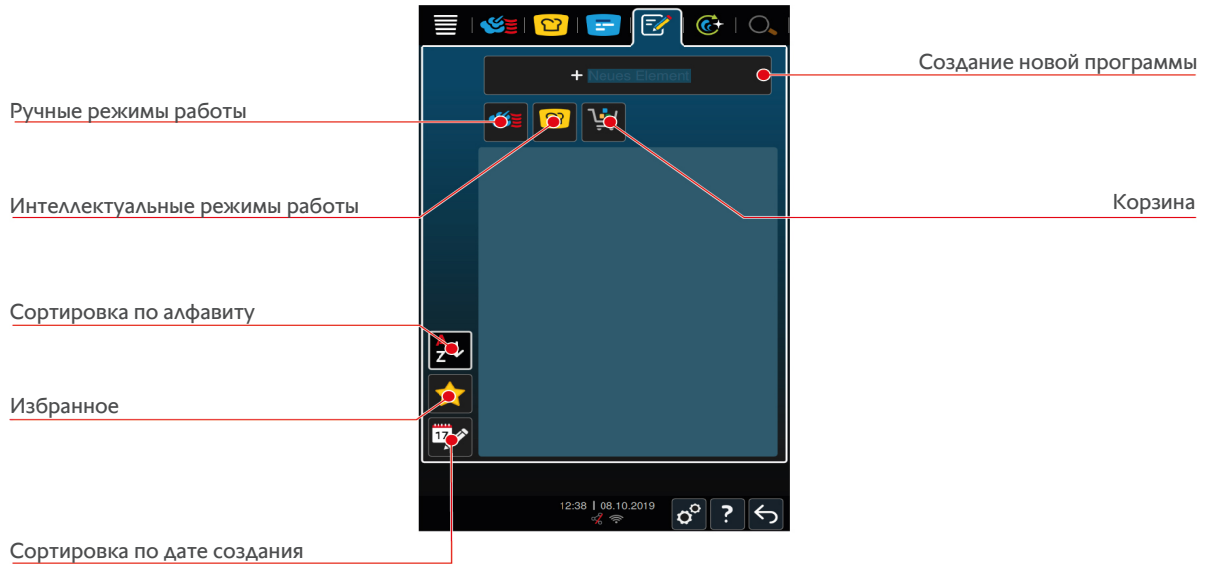 Создание новой программы
+ Neues Element
Ручные режимы работы
Интеллектуальные режимы работы
Корзина
Сортировка по алфавиту
A
Z
Избранное
17
12:38 | 08.10.2019
?
Сортировка по дате создания